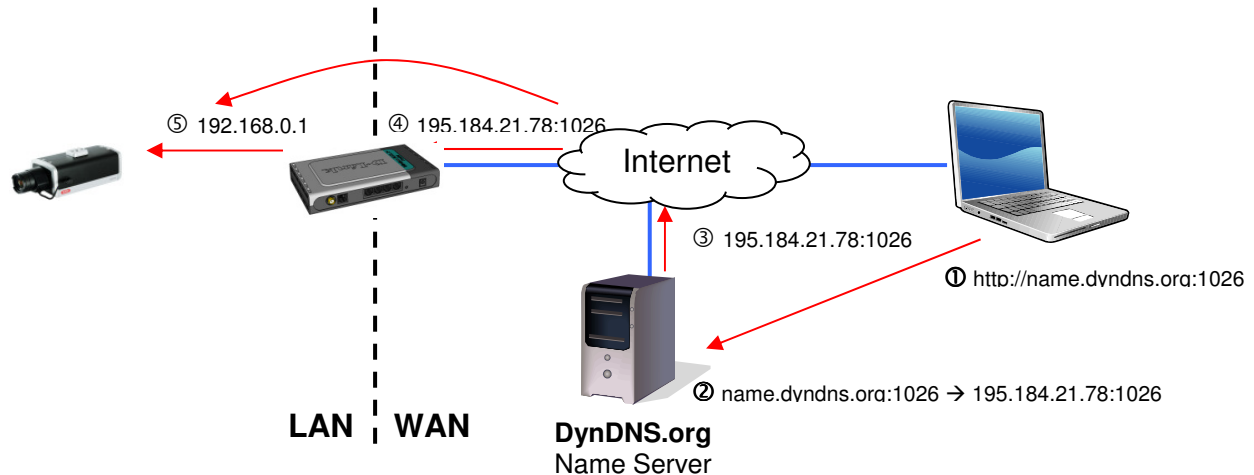 ⑤ 192.168.0.1
④ 195.184.21.78:1026
D-Link
Internet
③ 195.184.21.78:1026
① http://name.dyndns.org:1026
② name.dyndns.org:1026 → 195.184.21.78:1026
LAN WAN
DynDNS.org
Name Server